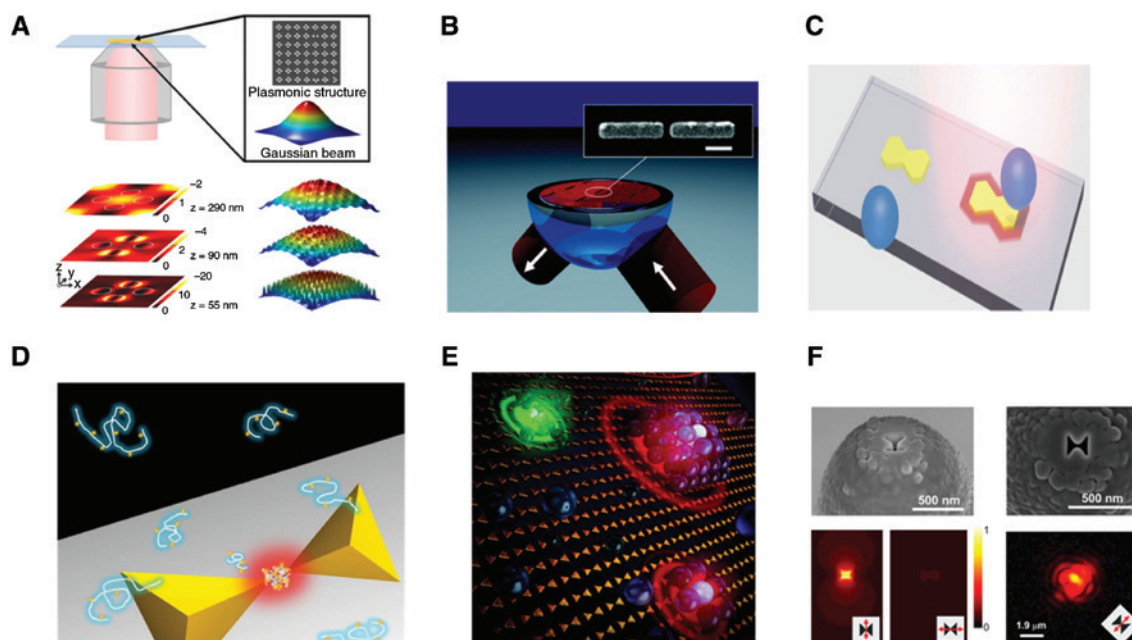 A
Plasmonic structure
Gaussian beam
−2
1
0
z = 290 nm
−4
2
0
z = 90 nm
−20
10
0
z = 55 nm
z
y
x
B
C
D
E
F
500 nm
500 nm
1
0
1.9 μm